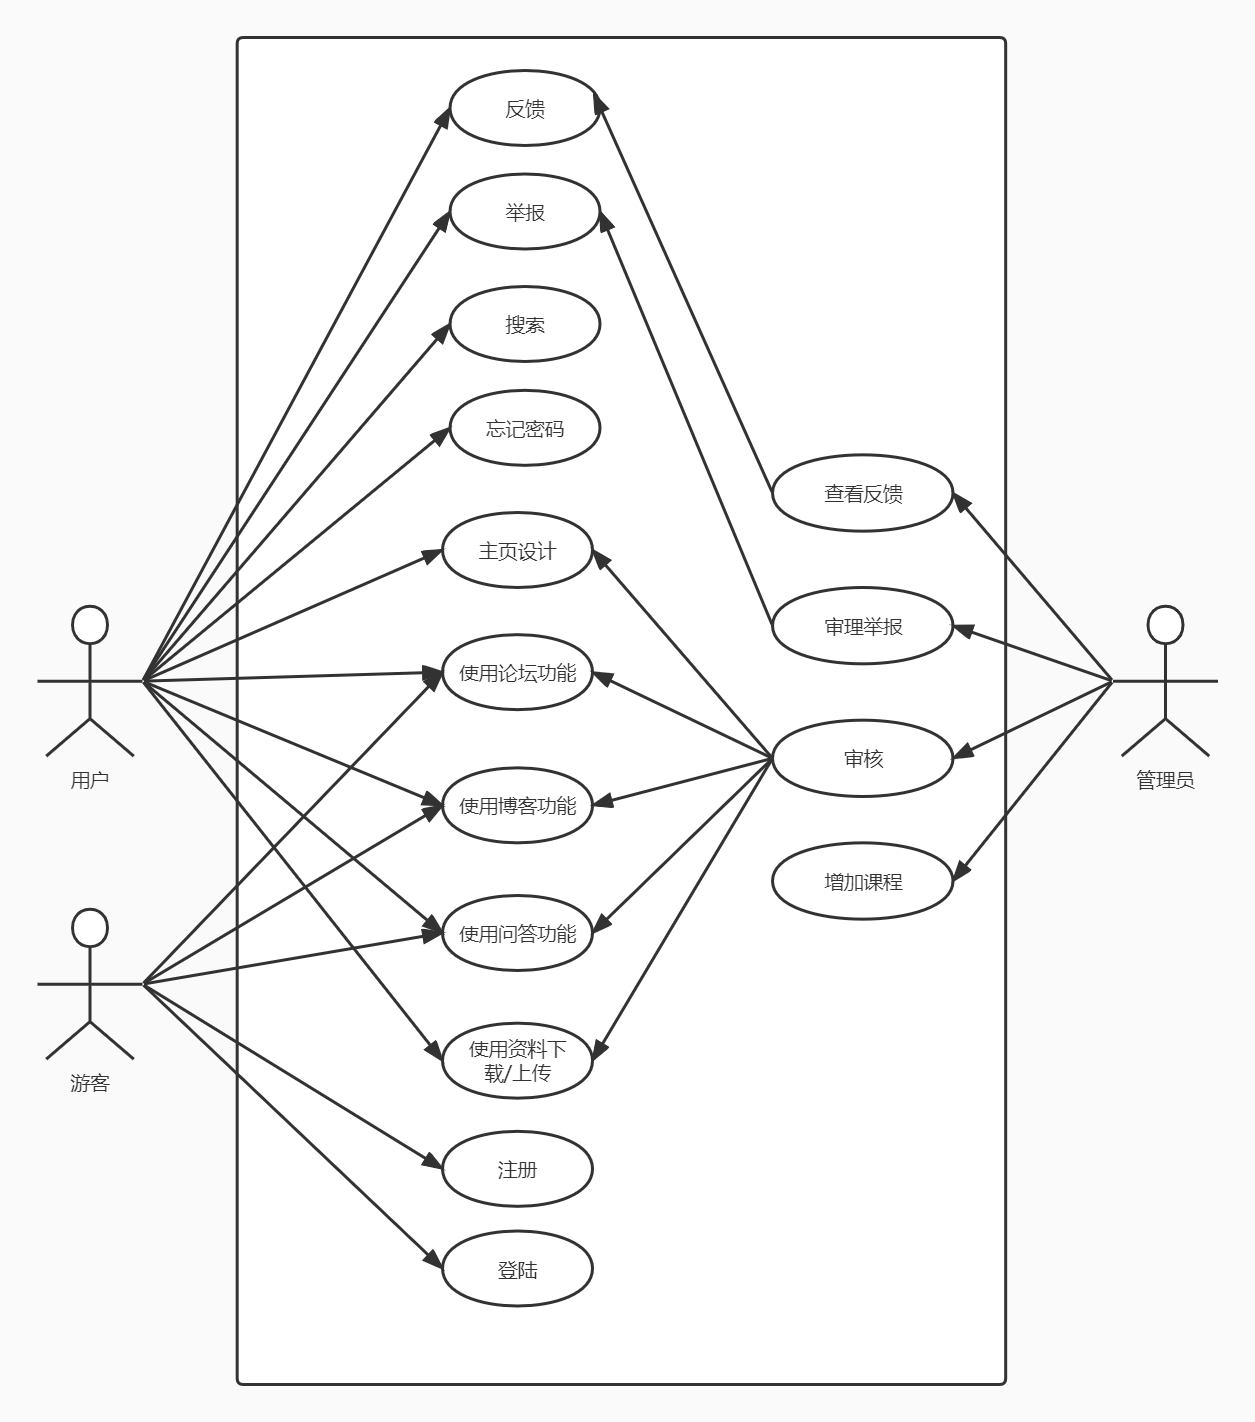 反馈
举报
搜索
忘记密码
查看反馈
主页设计
审理举报
使用论坛功能
审核
用户
管理员
使用博客功能
增加课程
使用问答功能
使用资料下
载/上传
游客
注册
登陆